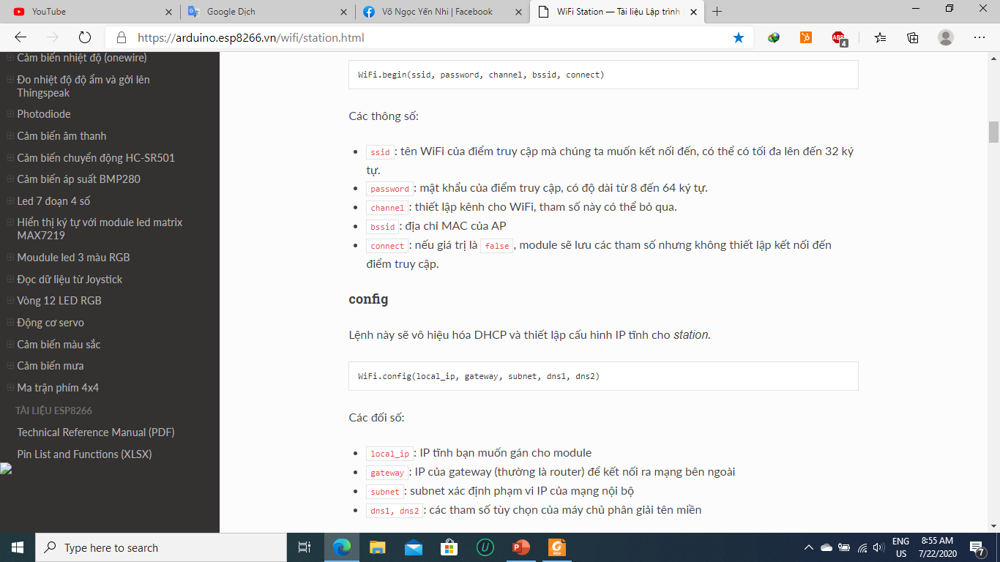 YouTube
Google Dịch
Võ Ngọc Yến Nhi | Facebook
WiFi Station — Tài liệu Lập trình
https://arduino.esp8266.vn/wifi/station.html
ABP
4
Cảm biến nhiệt độ (onewire)
Đo nhiệt độ độ ẩm và gởi lên
Thingspeak
Photodiode
Cảm biến âm thanh
Cảm biến chuyển động HC-SR501
Cảm biến áp suất BMP280
Led 7 đoạn 4 số
Hiển thị ký tự với module led matrix
MAX7219
Moudule led 3 màu RGB
Đọc dữ liệu từ Joystick
Vòng 12 LED RGB
Động cơ servo
Cảm biến màu sắc
Cảm biến mưa
Ma trận phím 4x4
TÀI LIỆU ESP8266
Technical Reference Manual (PDF)
Pin List and Functions (XLSX)
WiFi.begin(ssid, password, channel, bssid, connect)
Các thông số:
ssid: tên WiFi của điểm truy cập mà chúng ta muốn kết nối đến, có thể có tối đa lên đến 32 ký
tự.
password: mật khẩu của điểm truy cập, có độ dài từ 8 đến 64 ký tự.
channel: thiết lập kênh cho WiFi, tham số này có thể bỏ qua.
bssid: địa chỉ MAC của AP
connect: nếu giá trị là false, module sẽ lưu các tham số nhưng không thiết lập kết nối đến
điểm truy cập.
config
Lệnh này sẽ vô hiệu hóa DHCP và thiết lập cấu hình IP tĩnh cho station.
WiFi.config(local_ip, gateway, subnet, dns1, dns2)
Các đối số:
local_ip: IP tĩnh bạn muốn gán cho module
gateway: IP của gateway (thường là router) để kết nối ra mạng bên ngoài
subnet: subnet xác định phạm vi IP của mạng nội bộ
dns1, dns2: các tham số tùy chọn của máy chủ phân giải tên miền
Type here to search
ENG
US
8:55 AM
7/22/2020
7